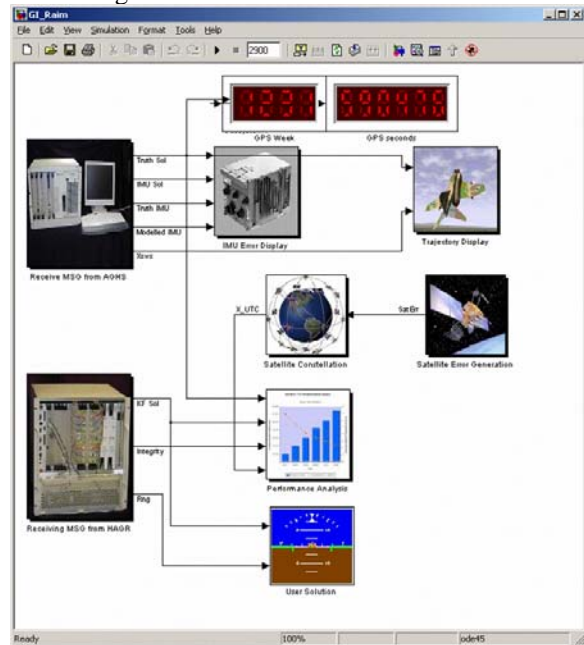 GI_Raim
File Edit View Simulation Format Tools Help
2900
GPS Week
GPS seconds
Truth Sol
IMU Sol
Truth IMU
Modelled IMU
Xsvs
Receive MSG from AGHS
IMU Error Display
Trajectory Display
X_UTC
SatErr
Satellite Constellation
Satellite Error Generation
KF Sol
Integrity
Rng
Receiving MSG from HAGR
Performance Analysis
User Solution
Ready 100% ode45